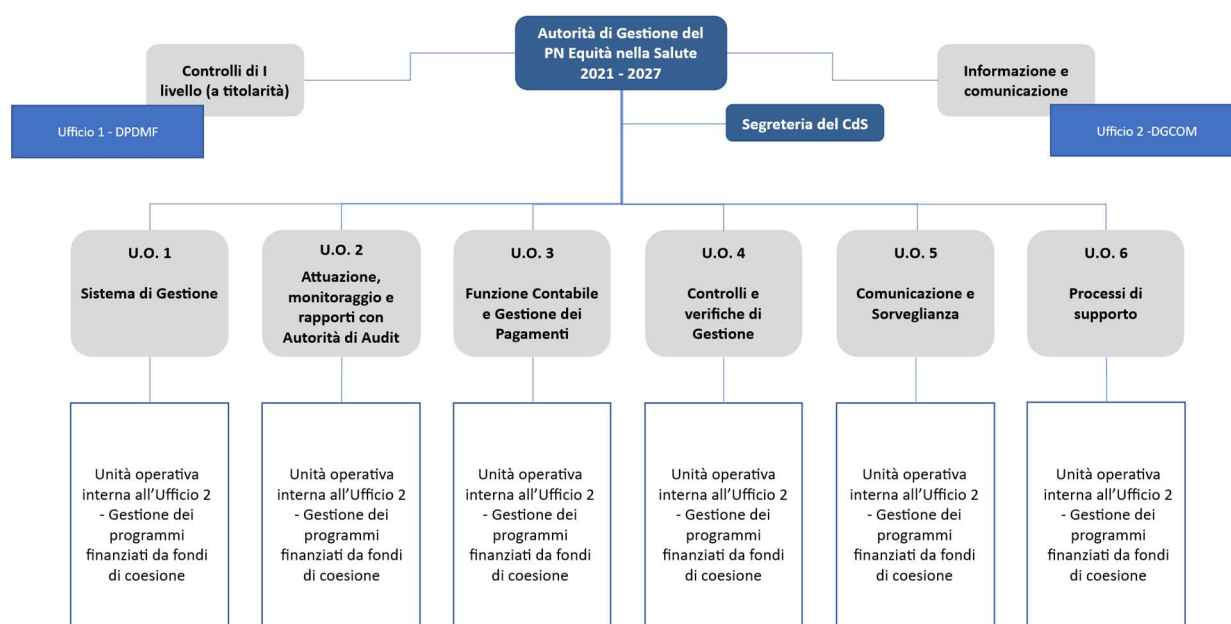 Autorità di Gestione del
PN Equità nella Salute
2021 - 2027
Controlli di I
livello (a titolarità)
Informazione e
comunicazione
Ufficio 1 - DPDMF
Segreteria del CdS
Ufficio 2 -DGCOM
U.O. 1
Sistema di Gestione
U.O. 2
Attuazione,
monitoraggio e
rapporti con
Autorità di Audit
U.O. 3
Funzione Contabile
e Gestione dei
Pagamenti
U.O. 4
Controlli e
verifiche di
Gestione
U.O. 5
Comunicazione e
Sorveglianza
U.O. 6
Processi di
supporto
Unità operativa
interna all’Ufficio 2
- Gestione dei
programmi
finanziati da fondi
di coesione
Unità operativa
interna all’Ufficio 2
- Gestione dei
programmi
finanziati da fondi
di coesione
Unità operativa
interna all’Ufficio 2
- Gestione dei
programmi
finanziati da fondi
di coesione
Unità operativa
interna all’Ufficio 2
- Gestione dei
programmi
finanziati da fondi
di coesione
Unità operativa
interna all’Ufficio 2
- Gestione dei
programmi
finanziati da fondi
di coesione
Unità operativa
interna all’Ufficio 2
- Gestione dei
programmi
finanziati da fondi
di coesione